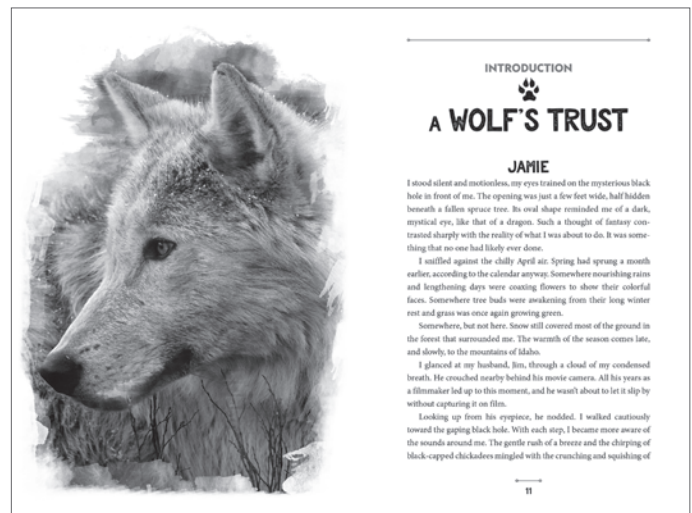 INTRODUCTION
A WOLF'S TRUST
JAMIE
I stood silent and motionless, my eyes trained on the mysterious black
hole in front of me. The opening was just a few feet wide, half hidden
beneath a fallen spruce tree. Its oval shape reminded me of a dark,
mystical eye, like that of a dragon. Such a thought of fantasy con-
trasted sharply with the reality of what I was about to do. It was some-
thing that no one had likely ever done.
I sniffled against the chilly April air. Spring had sprung a month
earlier, according to the calendar anyway. Somewhere nourishing rains
and lengthening days were coaxing flowers to show their colorful
faces. Somewhere tree buds were awakening from their long winter
rest and grass was once again growing green.
Somewhere, but not here. Snow still covered most of the ground in
the forest that surrounded me. The warmth of the season comes late,
and slowly, to the mountains of Idaho.
I glanced at my husband, Jim, through a cloud of my condensed
breath. He crouched nearby behind his movie camera. All his years as
a filmmaker led up to this moment, and he wasn't about to let it slip by
without capturing it on film.
Looking up from his eyepiece, he nodded. I walked cautiously
toward the gaping black hole. With each step, I became more aware of
the sounds around me. The gentle rush of a breeze and the chirping of
black-capped chickadees mingled with the crunching and squishing of
11